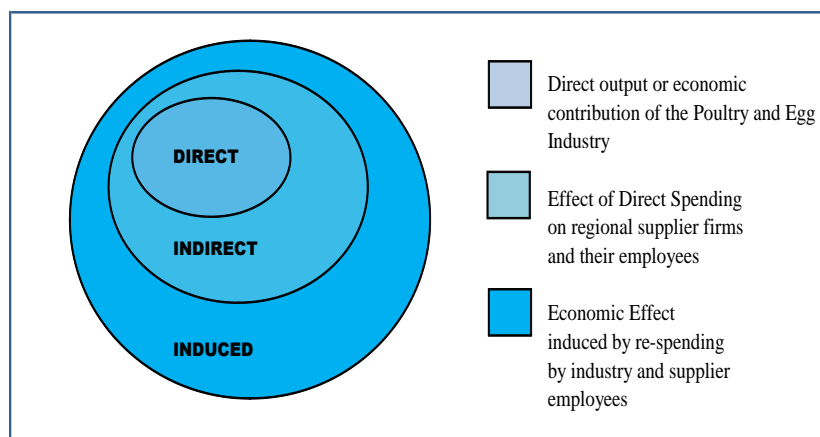 DIRECT
INDIRECT
INDUCED
Direct output or economic
contribution of the Poultry and Egg
Industry
Effect of Direct Spending
on regional supplier firms
and their employees
Economic Effect
induced by re-spending
by industry and supplier
employees